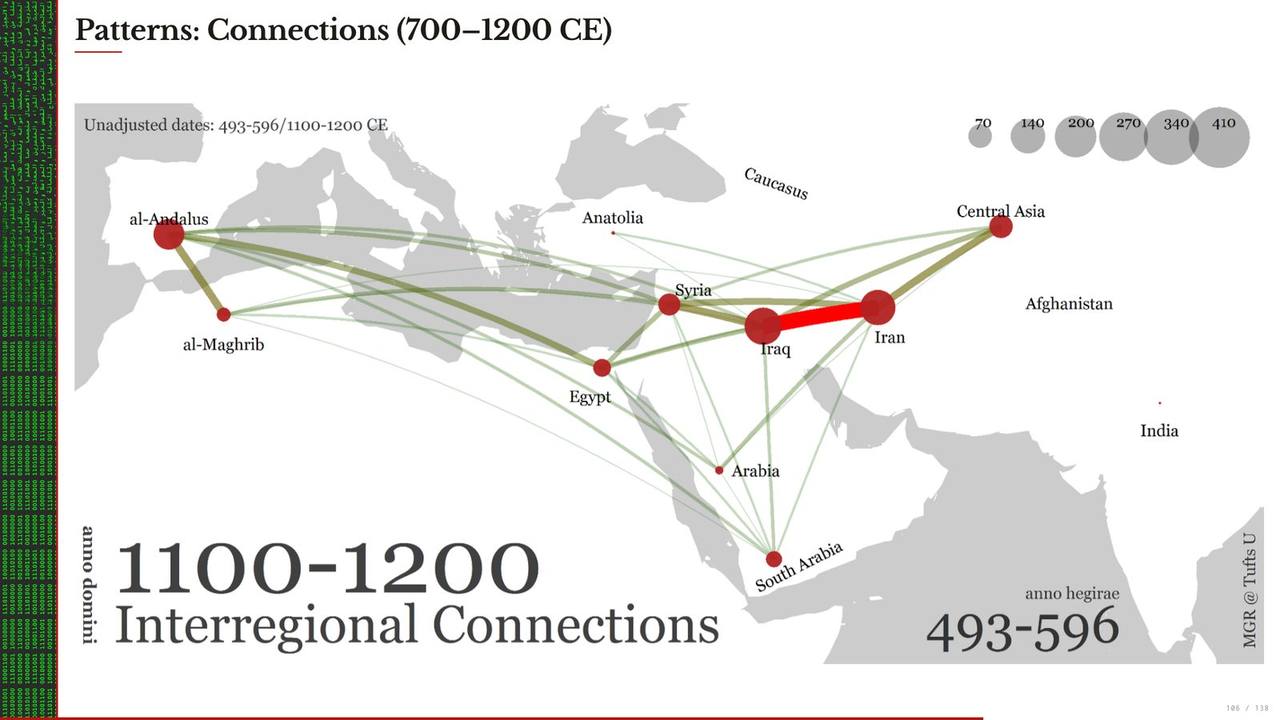 Patterns: Connections (700–1200 CE)
Unadjusted dates: 493-596/1100-1200 CE
70 140 200 270 340 410
Caucasus
al-Andalus
Anatolia
Central Asia
Syria
Afghanistan
al-Maghrib
Iraq
Iran
Egypt
India
Arabia
South Arabia
anno domini
1100-1200
Interregional Connections
anno hegirae
493-596
MGR @ Tufts U
106 / 138